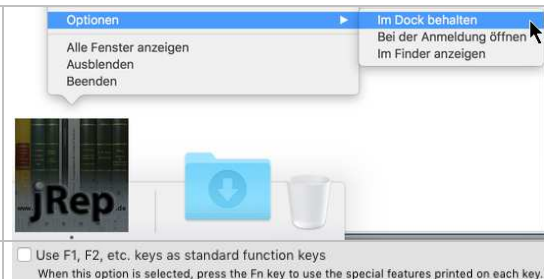 Optionen
Im Dock behalten
Bei der Anmeldung öffnen
Im Finder anzeigen
Alle Fenster anzeigen
Ausblenden
Beenden
jRep
Use F1, F2, etc. keys as standard function keys
When this option is selected, press the Fn key to use the special features printed on each key.